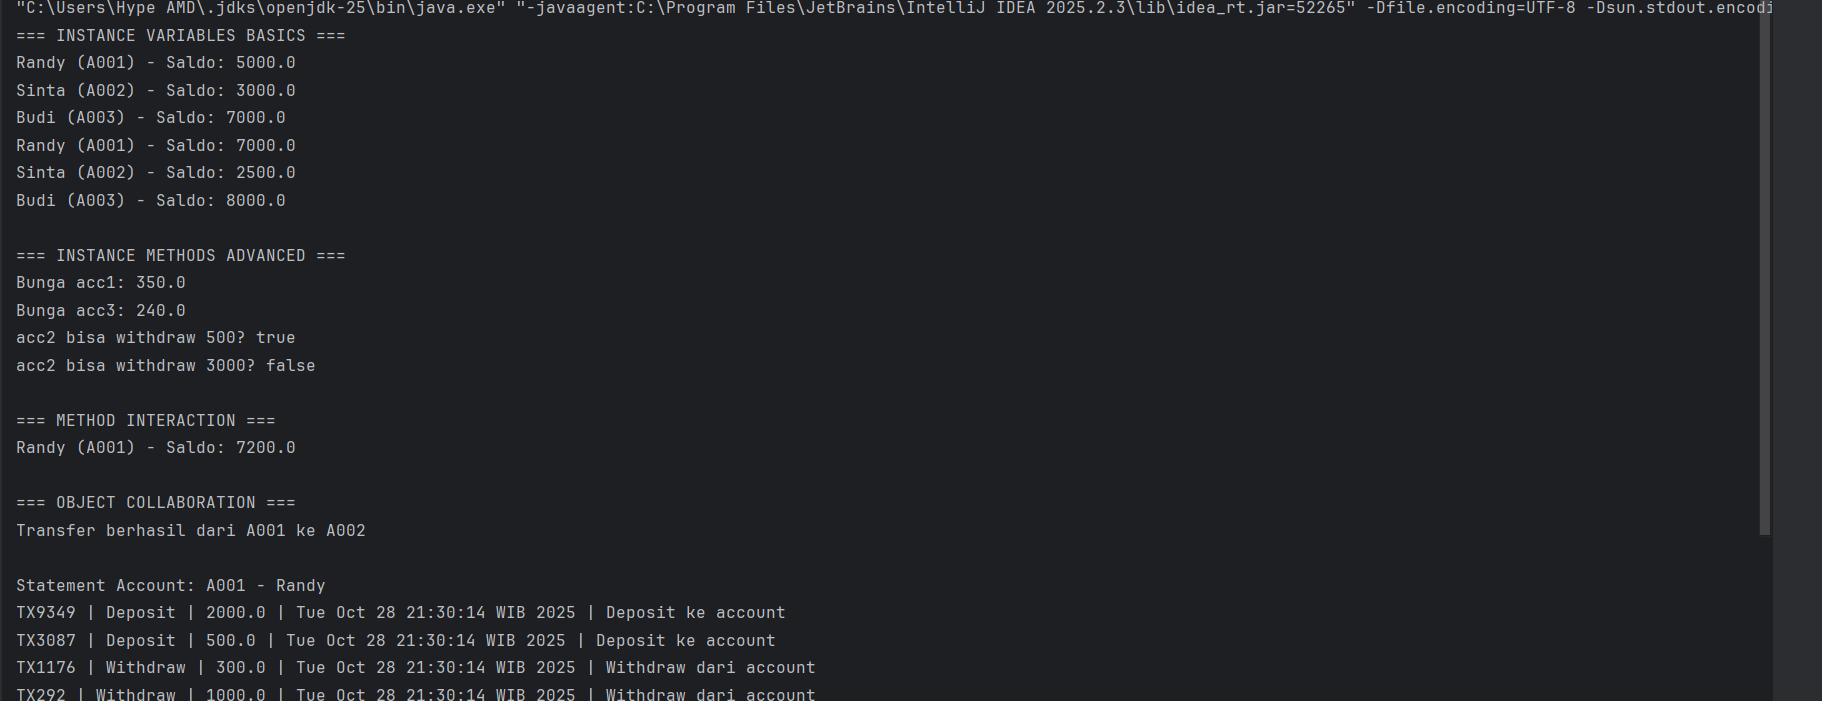 "C:\Users\Hype AMD\.jdks\openjdk-25\bin\java.exe" "-javaagent:C:\Program Files\JetBrains\IntelliJ IDEA 2025.2.3\lib\idea_rt.jar=52265" -Dfile.encoding=UTF-8 -Dsun.stdout.encodi
=== INSTANCE VARIABLES BASICS ===
Randy (A001) - Saldo: 5000.0
Sinta (A002) - Saldo: 3000.0
Budi (A003) - Saldo: 7000.0
Randy (A001) - Saldo: 7000.0
Sinta (A002) - Saldo: 2500.0
Budi (A003) - Saldo: 8000.0
=== INSTANCE METHODS ADVANCED ===
Bunga acc1: 350.0
Bunga acc3: 240.0
acc2 bisa withdraw 500? true
acc2 bisa withdraw 3000? false
=== METHOD INTERACTION ===
Randy (A001) - Saldo: 7200.0
=== OBJECT COLLABORATION ===
Transfer berhasil dari A001 ke A002
Statement Account: A001 - Randy
TX9349 | Deposit | 2000.0 | Tue Oct 28 21:30:14 WIB 2025 | Deposit ke account
TX3087 | Deposit | 500.0 | Tue Oct 28 21:30:14 WIB 2025 | Deposit ke account
TX1176 | Withdraw | 300.0 | Tue Oct 28 21:30:14 WIB 2025 | Withdraw dari account
TX292 | Withdraw | 1000.0 | Tue Oct 28 21:30:14 WIB 2025 | Withdraw dari account